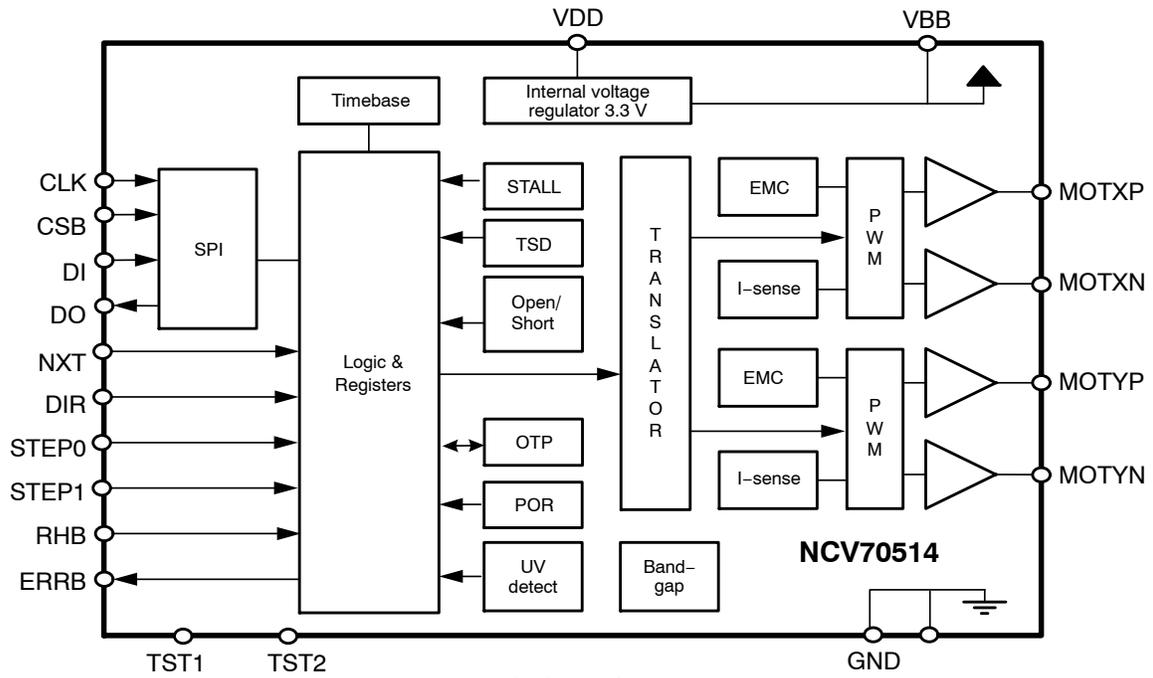 VDD
VBB
Timebase
Internal voltage
regulator 3.3 V
CLK
CSB
DI
DO
NXT
DIR
STEP0
STEP1
RHB
ERRB
SPI
Logic &
Registers
STALL
TSD
Open/
Short
OTP
POR
UV
detect
T
R
A
N
S
L
A
T
O
R
Band–
gap
EMC
I–sense
P
W
M
EMC
I–sense
P
W
M
MOTXP
MOTXN
MOTYP
MOTYN
NCV70514
TST1
TST2
GND